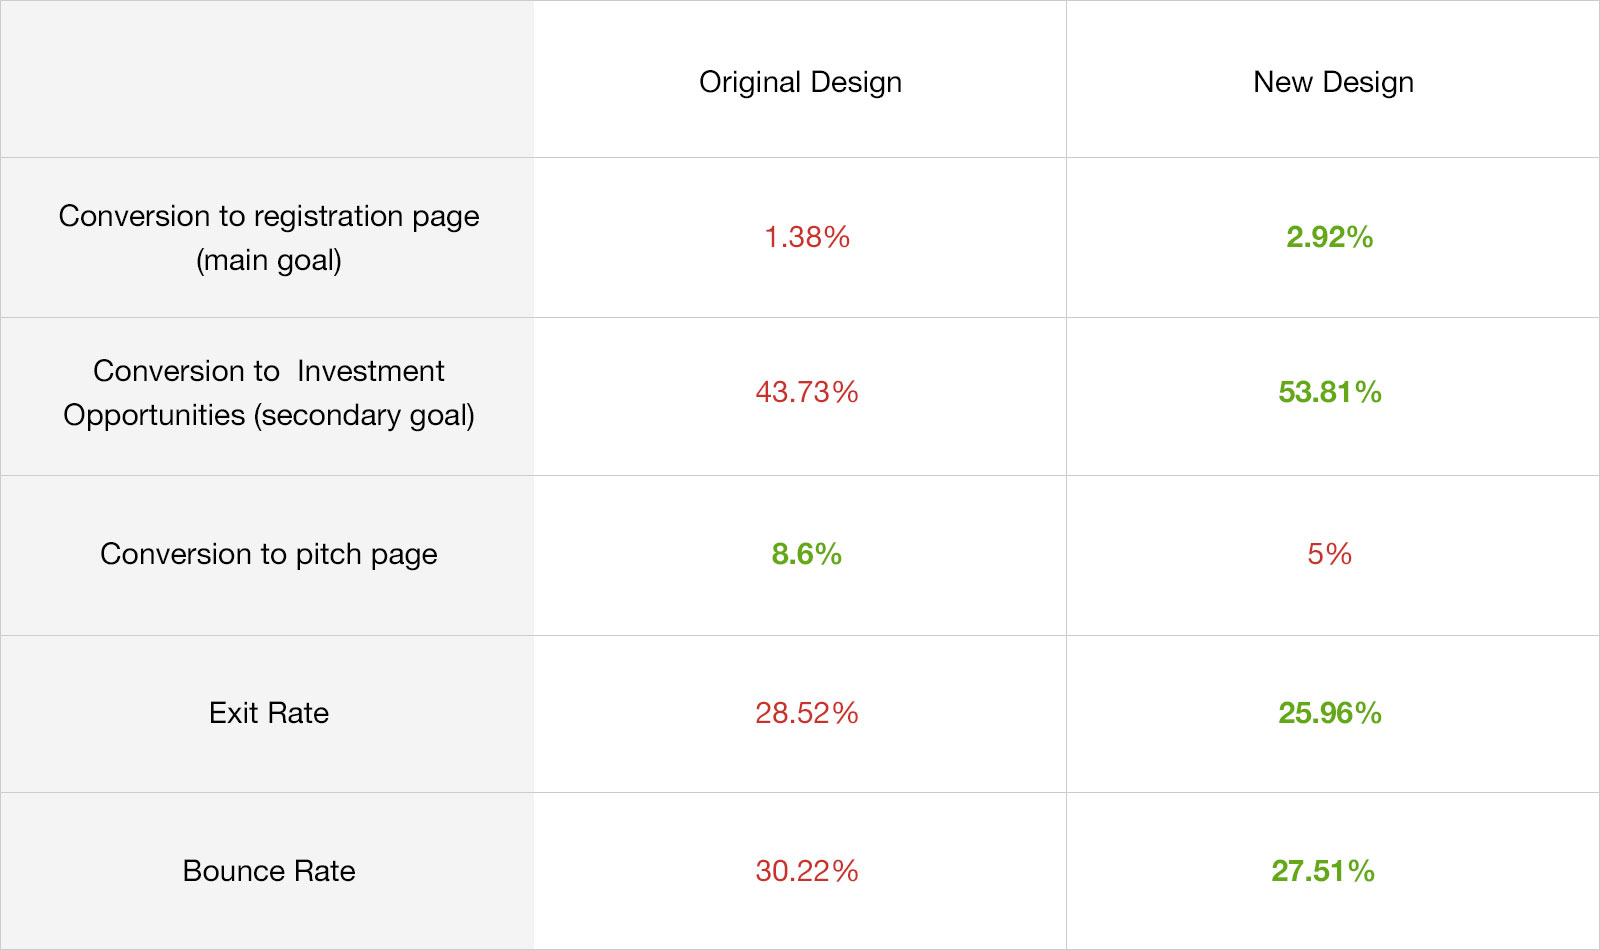 Original Design
New Design
Conversion to registration page
(main goal)
1.38%
2.92%
Conversion to  Investment
Opportunities (secondary goal)
43.73%
53.81%
Conversion to pitch page
8.6%
5%
Exit Rate
28.52%
25.96%
Bounce Rate
30.22%
27.51%